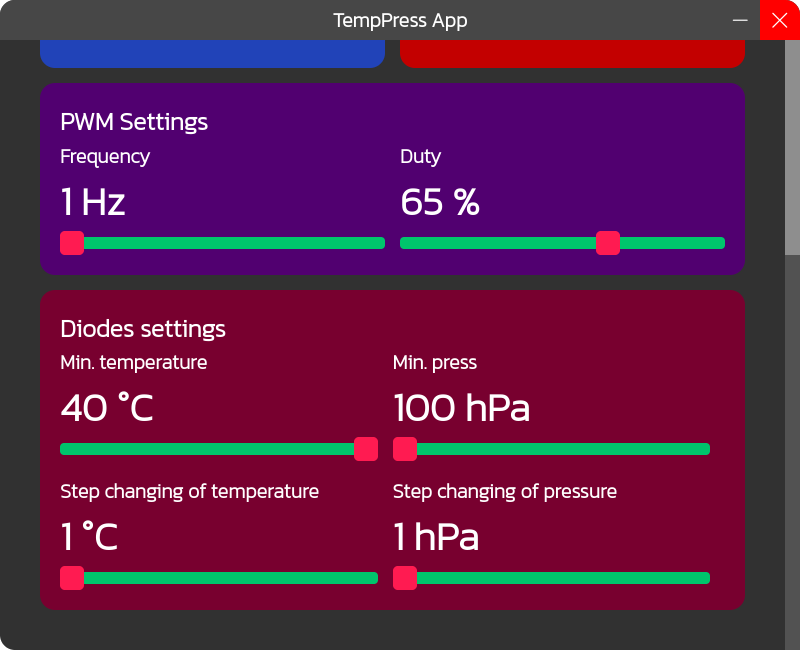 TempPress App
PWM Settings
Frequency
Duty
1 Hz
65 %
Diodes settings
Min. temperature
Min. press
40 °C
100 hPa
Step changing of temperature
Step changing of pressure
1 °C
1 hPa